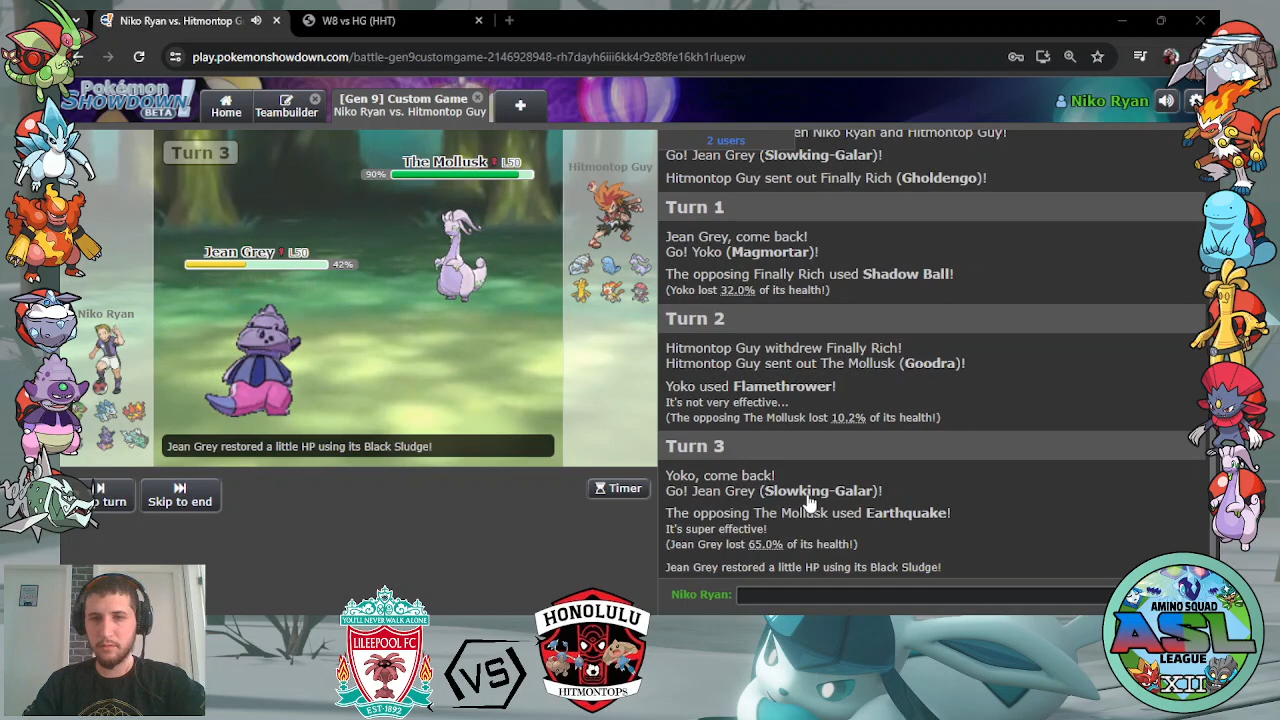 Niko Ryan vs. Hitmontop G
W8 vs HG (HHT)
play.pokemonshowdown.com/battle-gen9customgame-2146928948-rh7dayh6iii6kk4r9z88fe16kh1rluepw
Pokémon
SHOWDOWN
BETA
Home
Teambuilder
[Gen 9] Custom Game
Niko Ryan vs. Hitmontop Guy
Niko Ryan
Turn 3
The Mollusk L50
90%
Jean Grey L50
42%
Hitmontop Guy
Niko Ryan
Jean Grey restored a little HP using its Black Sludge!
turn
Skip to end
Timer
2 users
en Niko Ryan and Hitmontop Guy!
Go! Jean Grey (Slowking-Galar)!
Hitmontop Guy sent out Finally Rich (Gholdengo)!
Turn 1
Jean Grey, come back!
Go! Yoko (Magmortar)!
The opposing Finally Rich used Shadow Ball!
(Yoko lost 32.0% of its health!)
Turn 2
Hitmontop Guy withdrew Finally Rich!
Hitmontop Guy sent out The Mollusk (Goodra)!
Yoko used Flamethrower!
It's not very effective...
(The opposing The Mollusk lost 10.2% of its health!)
Turn 3
Yoko, come back!
Go! Jean Grey (Slowking-Galar)!
The opposing The Mollusk used Earthquake!
It's super effective!
(Jean Grey lost 65.0% of its health!)
Jean Grey restored a little HP using its Black Sludge!
Niko Ryan:
YOU'LL NEVER WALK ALONE
LILEEPOOL FC
EST·1892
VS
HONOLULU
HITMONTOPS
AMINO SQUAD
ASL
LEAGUE
XII